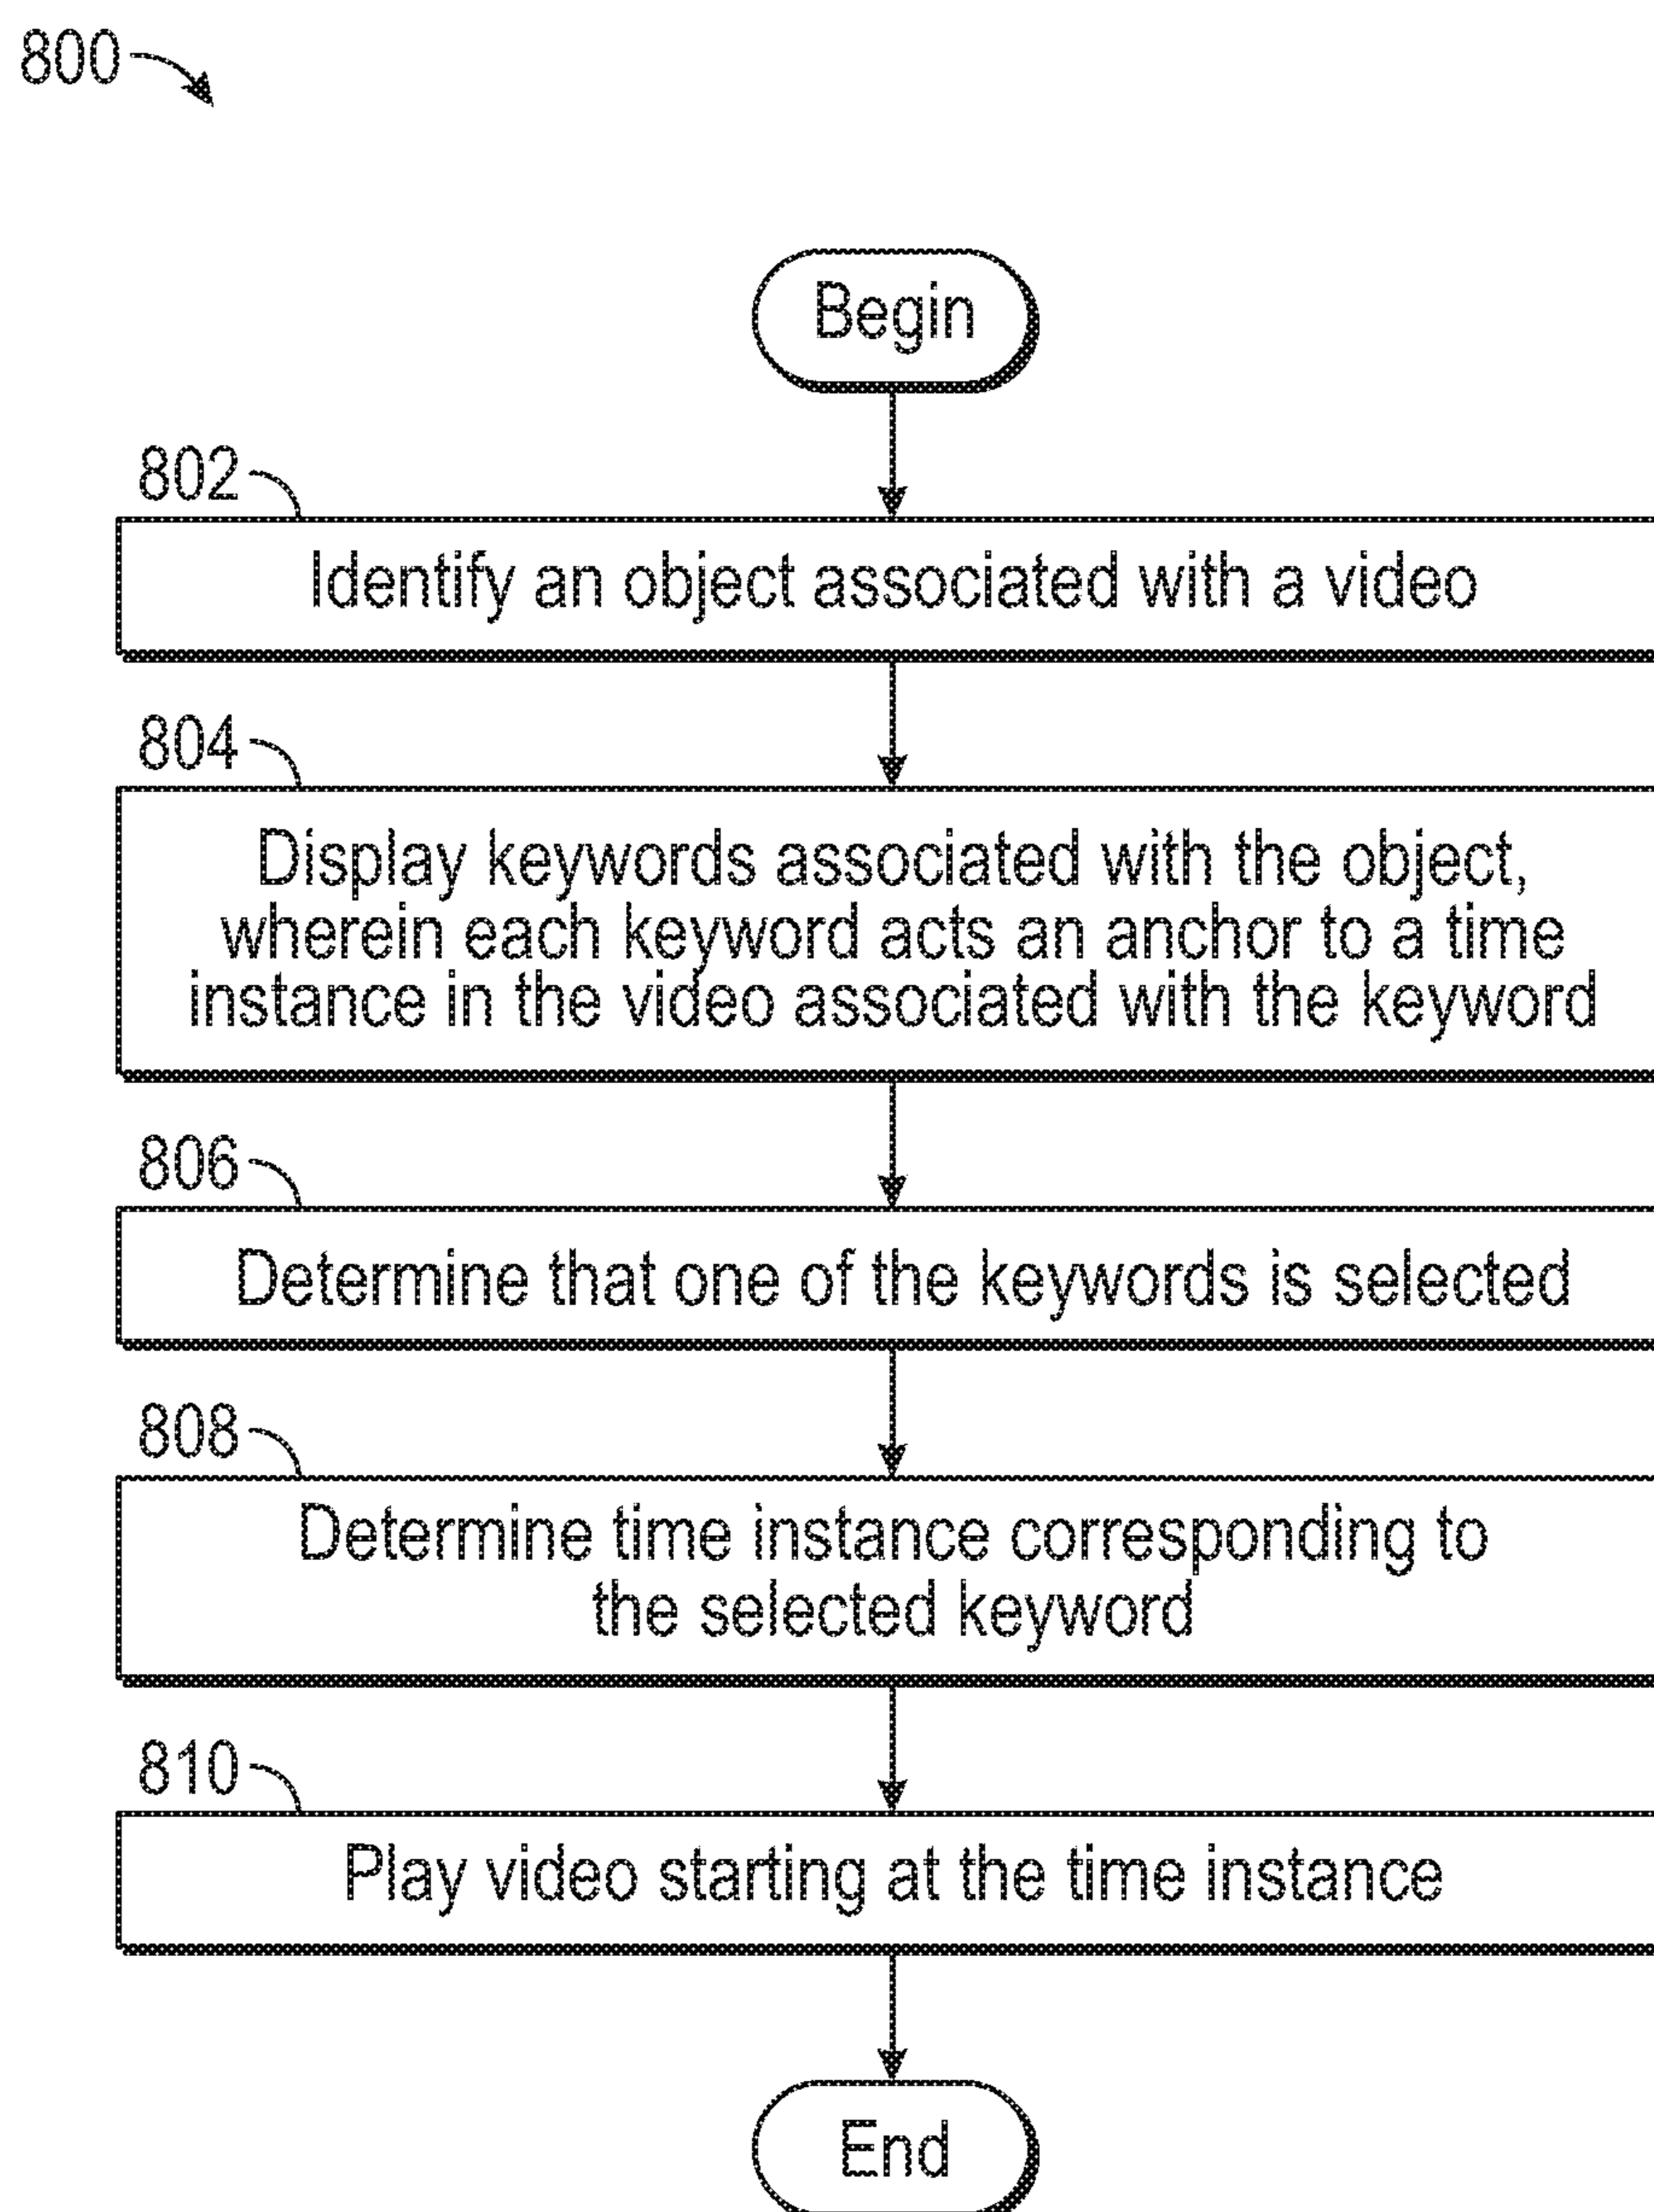 800
Begin
802
Identify an object associated with a video
804
Display keywords associated with the object,
wherein each keyword acts an anchor to a time
instance in the video associated with the keyword
806
Determine that one of the keywords is selected
808
Determine time instance corresponding to
the selected keyword
810
Play video starting at the time instance
End